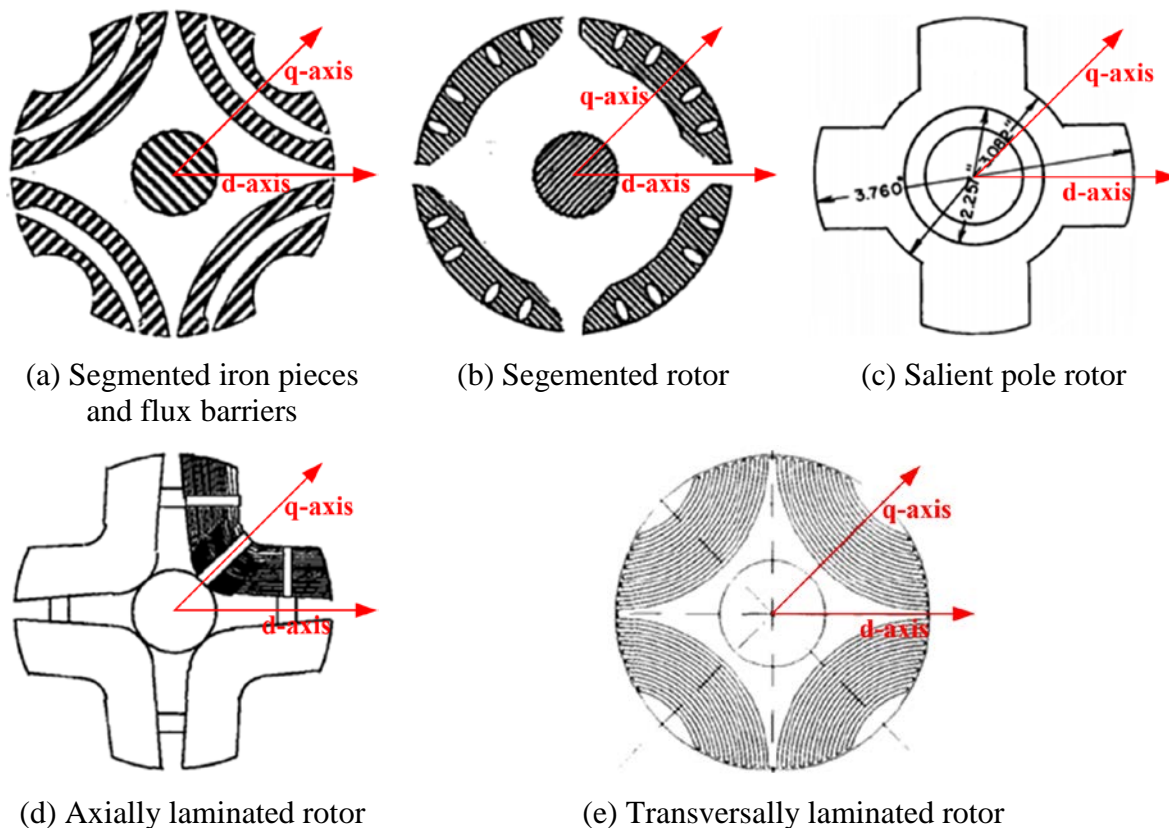 q-axis
d-axis
(a) Segmented iron pieces
and flux barriers
q-axis
d-axis
(b) Segemented rotor
q-axis
d-axis
3.082"
3.760"
2.251"
(c) Salient pole rotor
q-axis
d-axis
(d) Axially laminated rotor
q-axis
d-axis
(e) Transversally laminated rotor